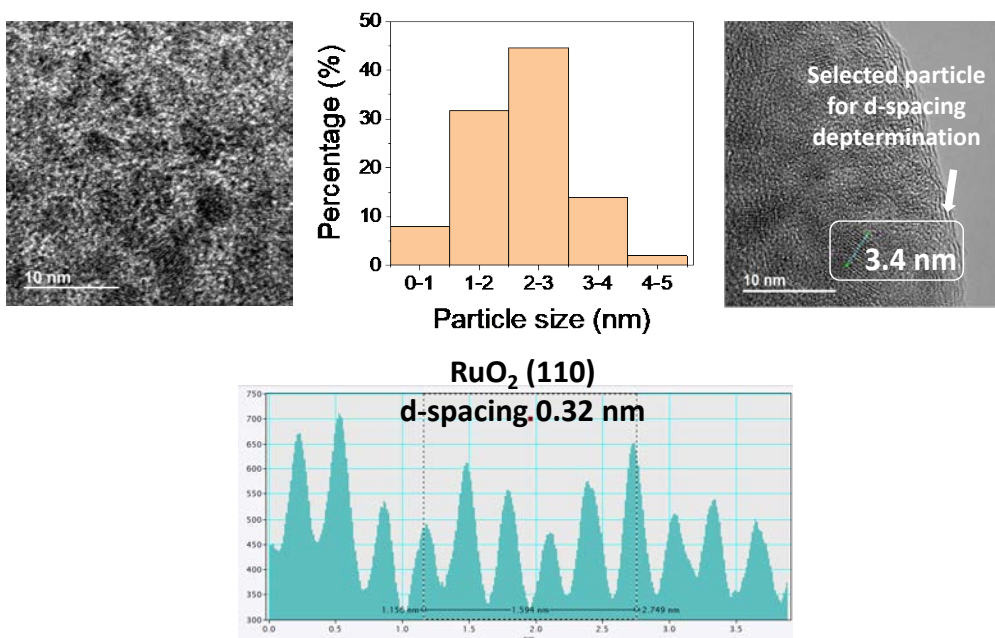 10 nm
Percentage (%)
50
40
30
20
10
0
0-1 1-2 2-3 3-4 4-5
Particle size (nm)
Selected particle
for d-spacing
deptermination
3.4 nm
10 nm
RuO₂ (110)
d-spacing.0.32 nm
750
700
650
600
550
500
450
400
350
300
1.156 nm 1.594 nm 2.749 nm
0.0 0.5 1.0 1.5 2.0 2.5 3.0 3.5